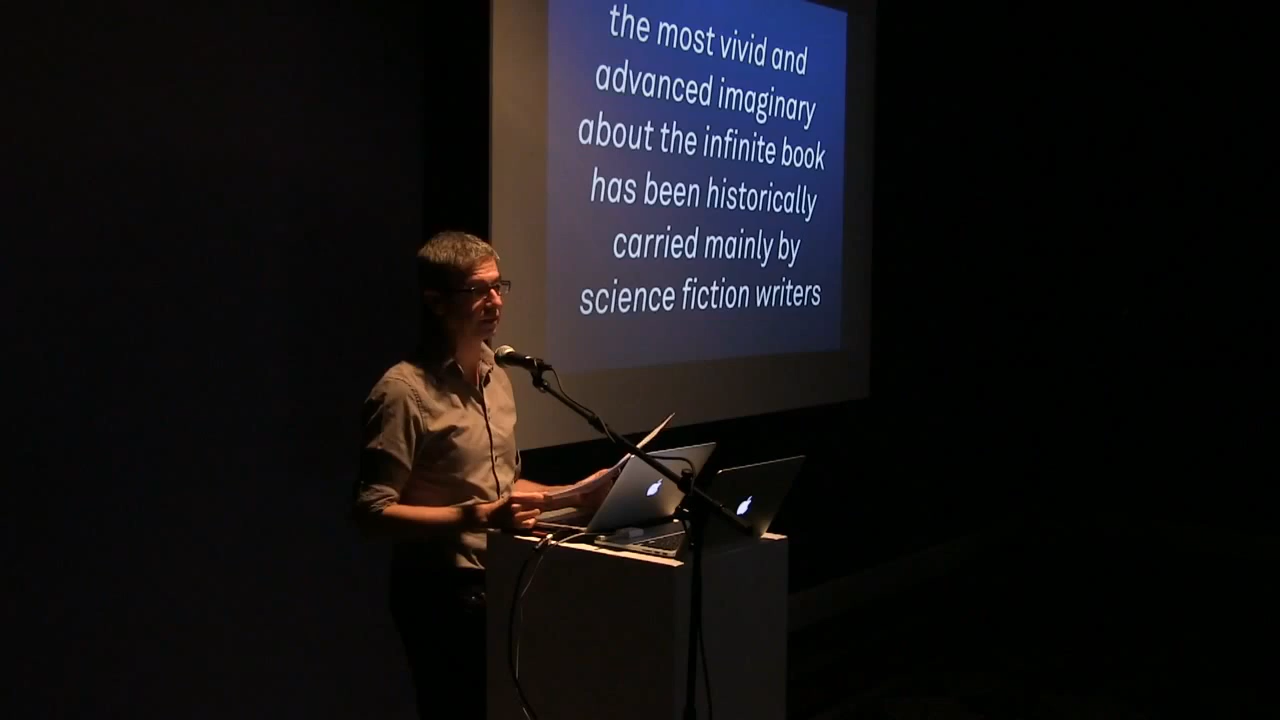 the most vivid and
advanced imaginary
about the infinite book
has been historically
carried mainly by
science fiction writers